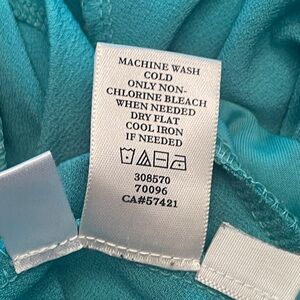 MACHINE WASH
COLD
ONLY NON-
CHLORINE BLEACH
WHEN NEEDED
DRY FLAT
COOL IRON
IF NEEDED
308570
70096
CA#57421